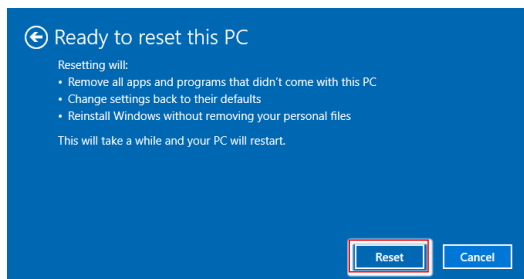 Ready to reset this PC
Resetting will:
• Remove all apps and programs that didn't come with this PC
• Change settings back to their defaults
• Reinstall Windows without removing your personal files
This will take a while and your PC will restart.
Reset Cancel